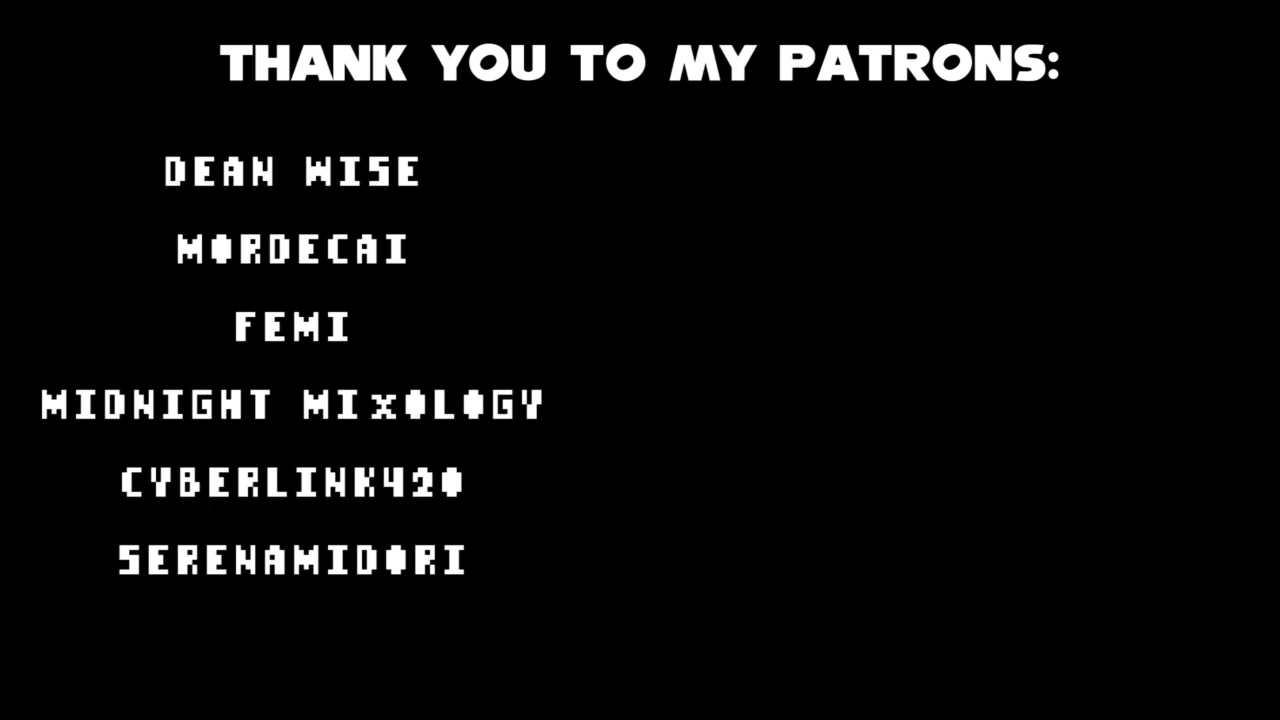 THANK YOU TO MY PATRONS:
DEAN WISE
MORDECAI
FEMI
MIDNIGHT MIXOLOGY
CYBERLINK420
SERENAMIDORI